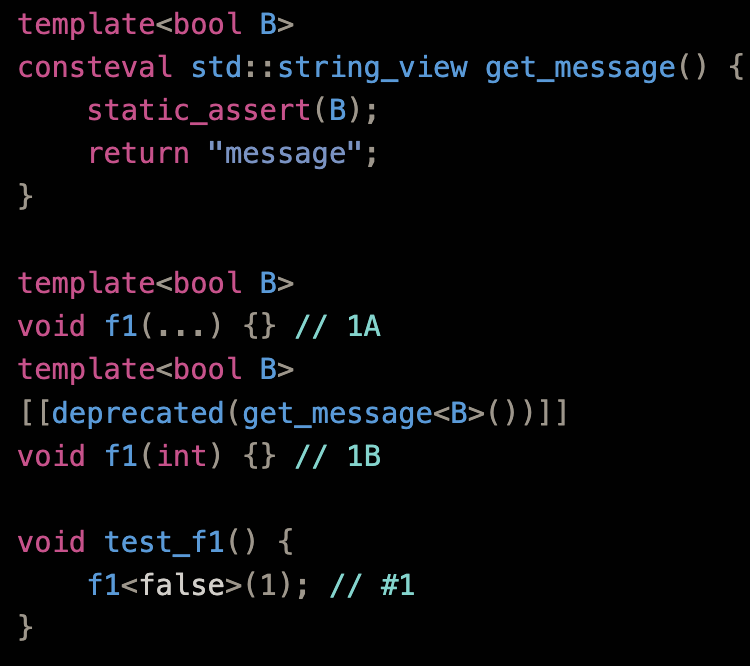 template<bool B>
consteval std::string_view get_message() {
    static_assert(B);
    return "message";
}

template<bool B>
void f1(...) {} // 1A
template<bool B>
[[deprecated(get_message<B>())]]
void f1(int) {} // 1B

void test_f1() {
    f1<false>(1); // #1
}